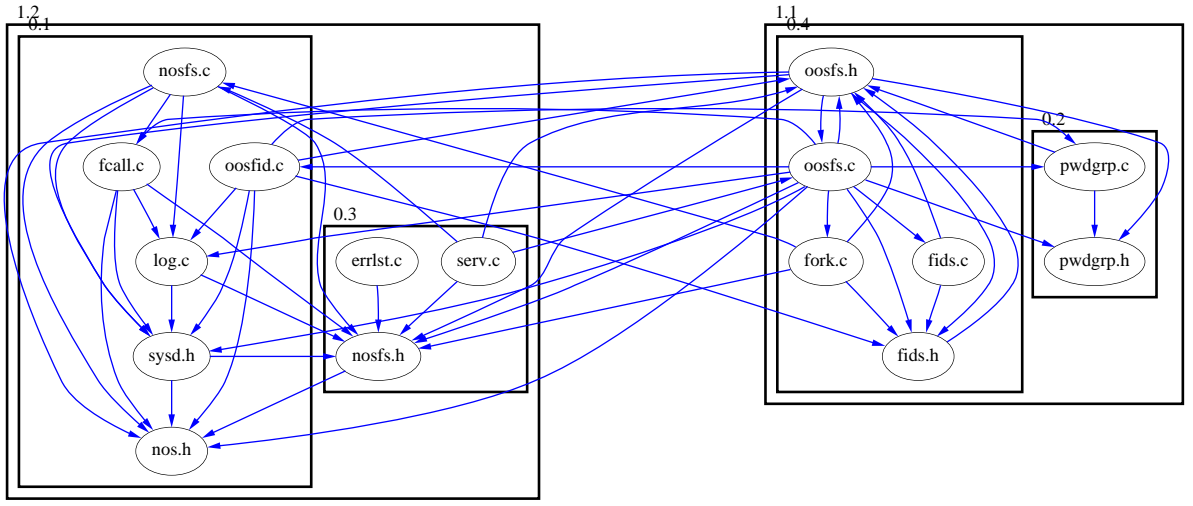 1.2
0.1
nosfs.c
fcall.c
oosfid.c
0.3
log.c
errlst.c
serv.c
sysd.h
nosfs.h
nos.h
1.1
0.4
oosfs.h
0.2
oosfs.c
pwdgrp.c
fork.c
fids.c
pwdgrp.h
fids.h